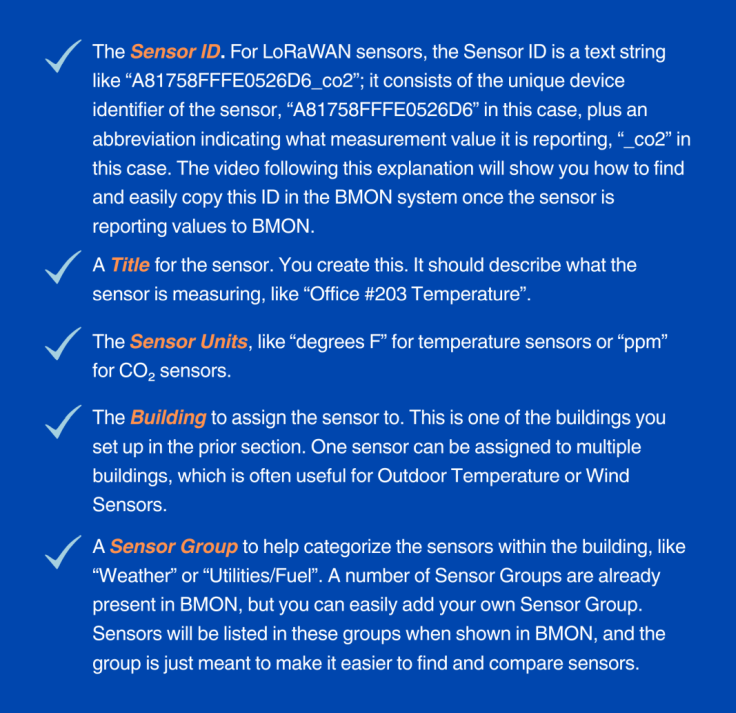 The Sensor ID. For LoRaWAN sensors, the Sensor ID is a text string
like “A81758FFFE0526D6_co2”; it consists of the unique device
identifier of the sensor, “A81758FFFE0526D6” in this case, plus an
abbreviation indicating what measurement value it is reporting, “_co2” in
this case. The video following this explanation will show you how to find
and easily copy this ID in the BMON system once the sensor is
reporting values to BMON.
A Title for the sensor. You create this. It should describe what the
sensor is measuring, like “Office #203 Temperature”.
The Sensor Units, like “degrees F” for temperature sensors or “ppm”
for CO₂ sensors.
The Building to assign the sensor to. This is one of the buildings you
set up in the prior section. One sensor can be assigned to multiple
buildings, which is often useful for Outdoor Temperature or Wind
Sensors.
A Sensor Group to help categorize the sensors within the building, like
“Weather” or “Utilities/Fuel”. A number of Sensor Groups are already
present in BMON, but you can easily add your own Sensor Group.
Sensors will be listed in these groups when shown in BMON, and the
group is just meant to make it easier to find and compare sensors.